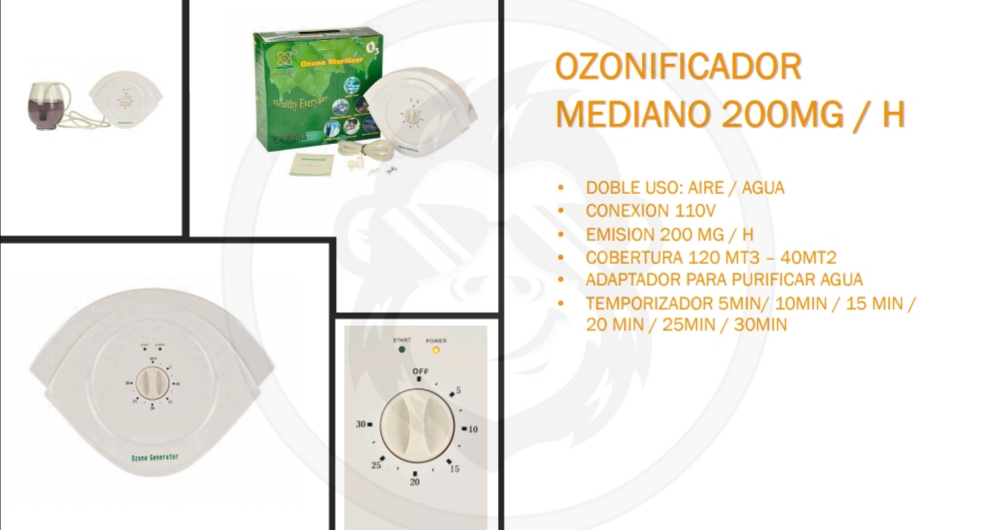 OZONIFICADOR
MEDIANO 200MG / H
• DOBLE USO: AIRE / AGUA
• CONEXION 110V
• EMISION 200 MG / H
• COBERTURA 120 MT3 – 40MT2
• ADAPTADOR PARA PURIFICAR AGUA
• TEMPORIZADOR 5MIN/ 10MIN / 15 MIN /
20 MIN / 25MIN / 30MIN
O3
Ozone Sterilizer
Healthy Everyday
Ozone Generator
START POWER
OFF
5
10
15
20
25
30